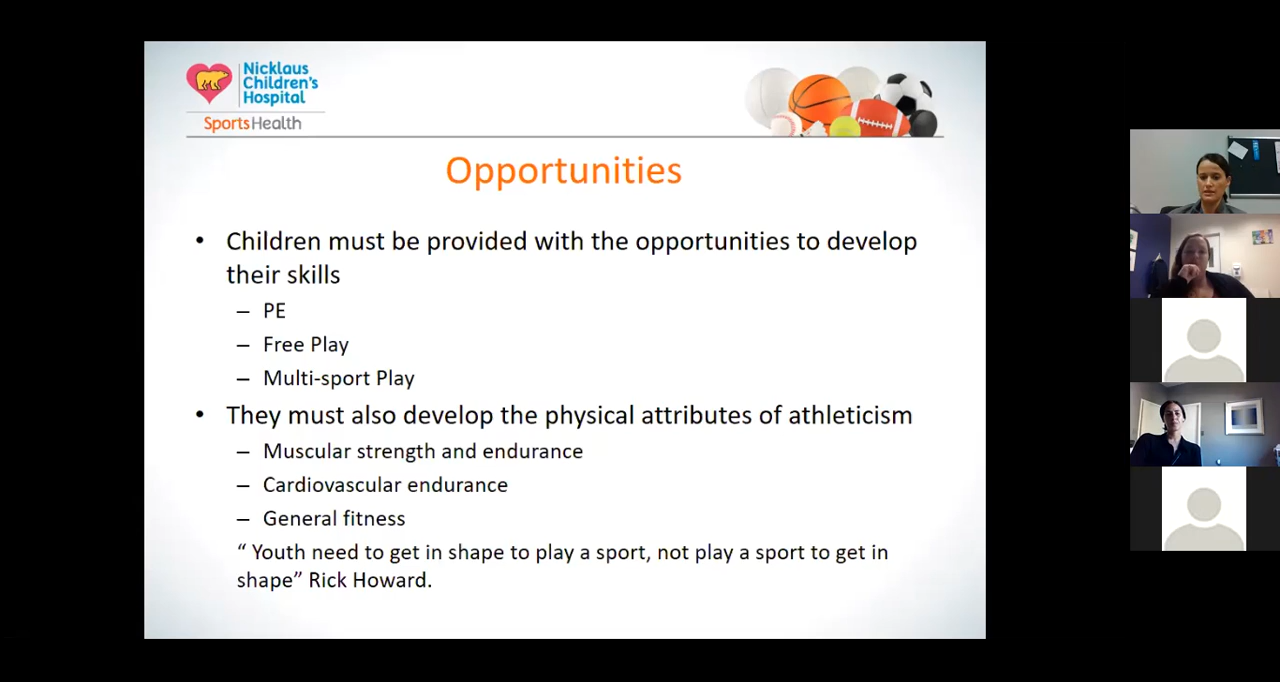 Nicklaus
Children's
Hospital
SportsHealth
Opportunities
• Children must be provided with the opportunities to develop
their skills
– PE
– Free Play
– Multi-sport Play
• They must also develop the physical attributes of athleticism
– Muscular strength and endurance
– Cardiovascular endurance
– General fitness
“ Youth need to get in shape to play a sport, not play a sport to get in
shape” Rick Howard.